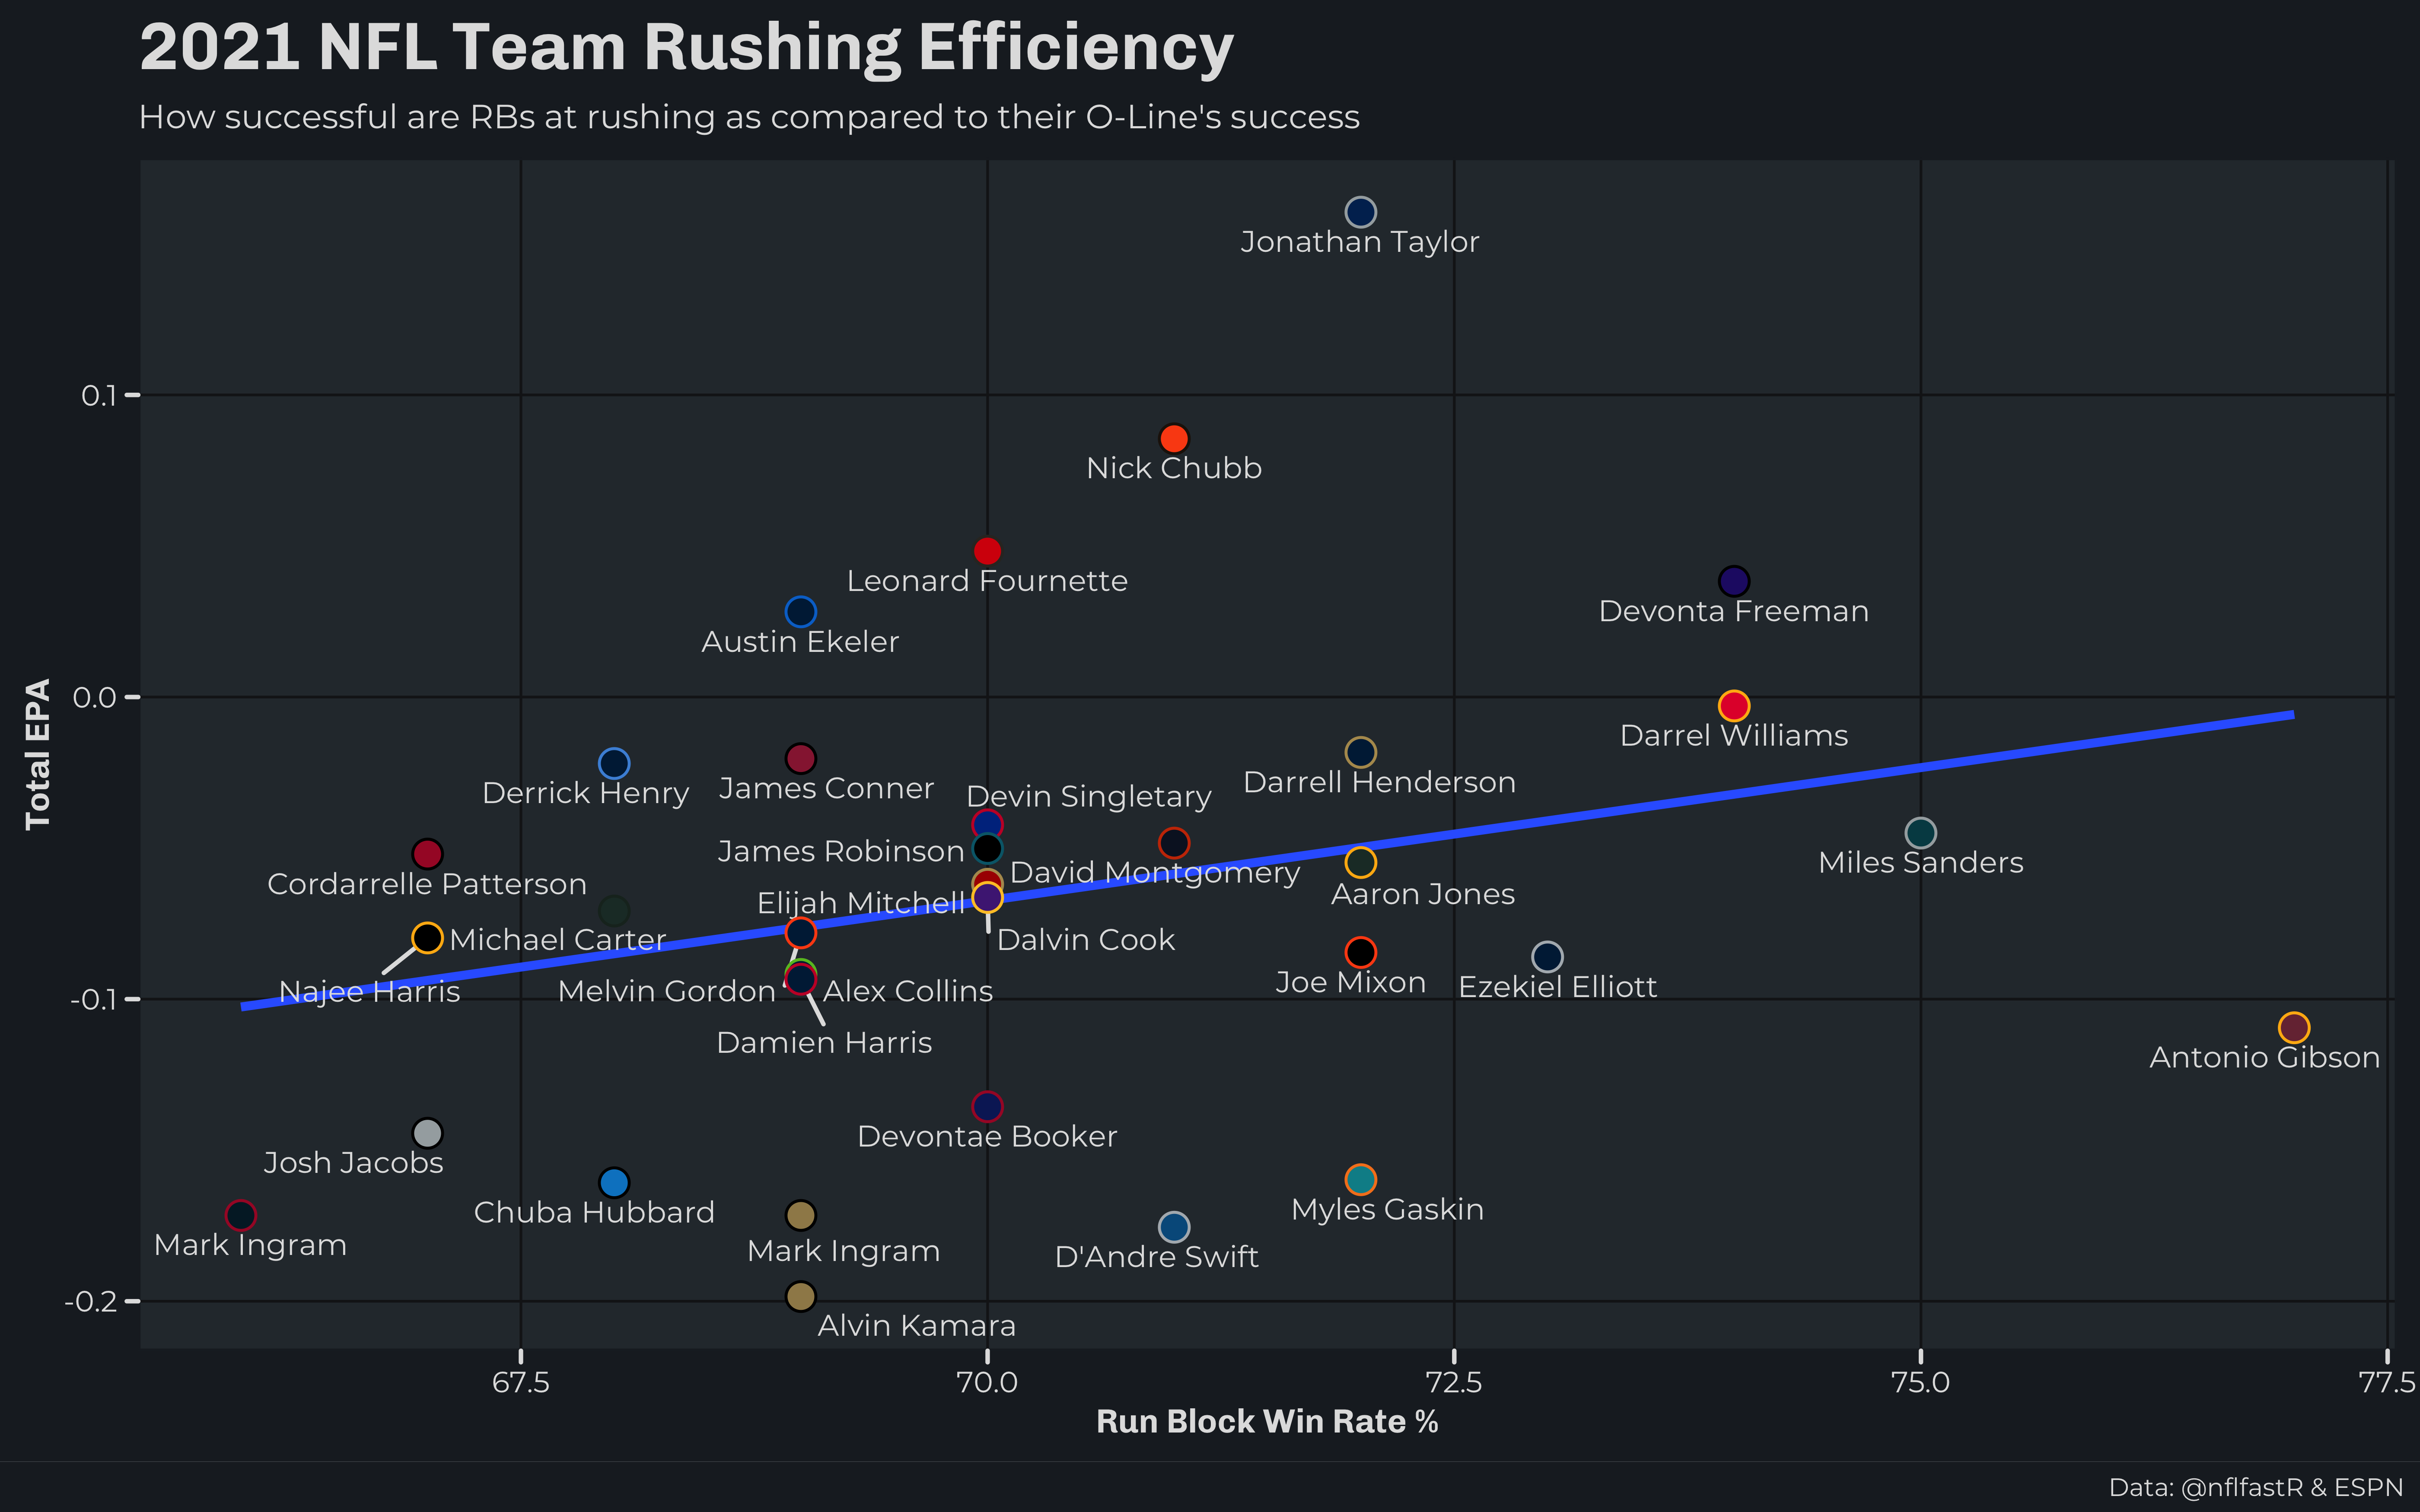 2021 NFL Team Rushing Efficiency
How successful are RBs at rushing as compared to their O-Line's success
Jonathan Taylor
0.1
Nick Chubb
Leonard Fournette
Devonta Freeman
Austin Ekeler
Total EPA
0.0
Darrel Williams
Derrick Henry
James Conner
Darrell Henderson
Devin Singletary
James Robinson
David Montgomery
Miles Sanders
Cordarrelle Patterson
Elijah Mitchell
Aaron Jones
Michael Carter
Dalvin Cook
Najee Harris
Melvin Gordon
Alex Collins
Joe Mixon
Ezekiel Elliott
-0.1
Damien Harris
Antonio Gibson
Devontae Booker
Josh Jacobs
Chuba Hubbard
Myles Gaskin
Mark Ingram
Mark Ingram
D'Andre Swift
-0.2
Alvin Kamara
67.5
70.0
72.5
75.0
77.5
Run Block Win Rate %
Data: @nflfastR & ESPN